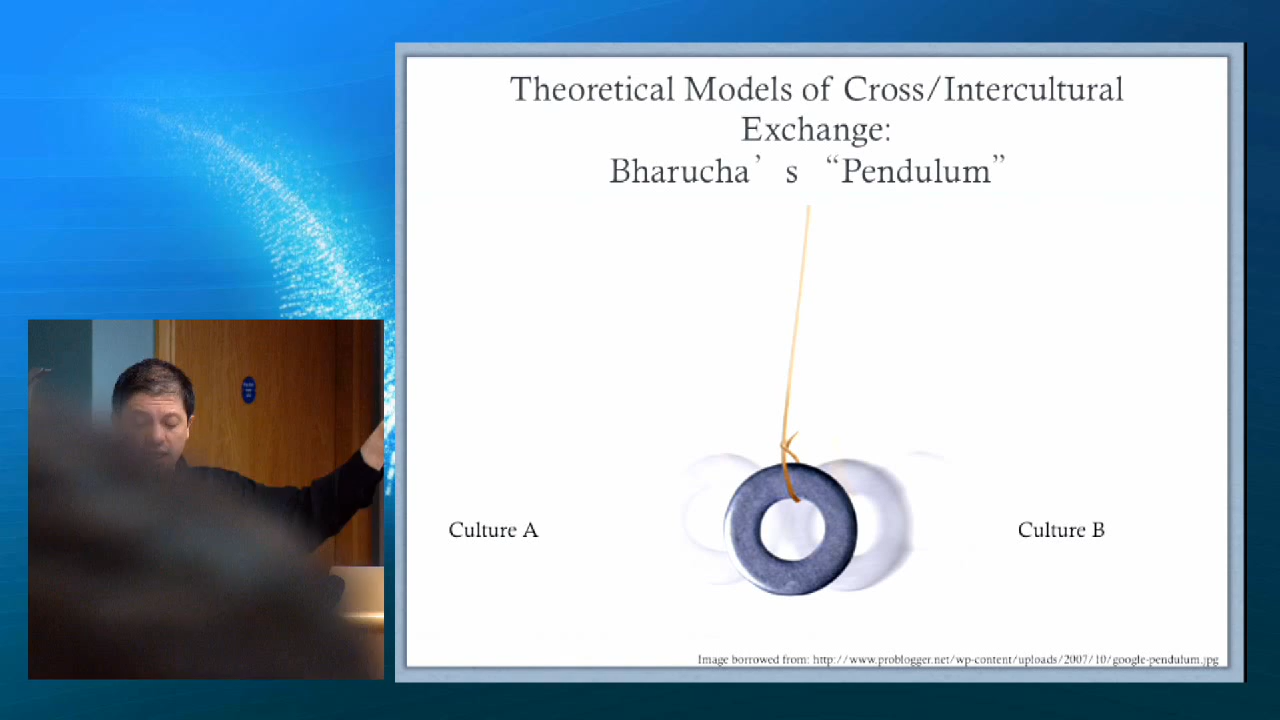 Theoretical Models of Cross/Intercultural
Exchange:
Bharucha’s “Pendulum”
Culture A
Culture B
Image borrowed from: http://www.problogger.net/wp-content/uploads/2007/10/google-pendulum.jpg